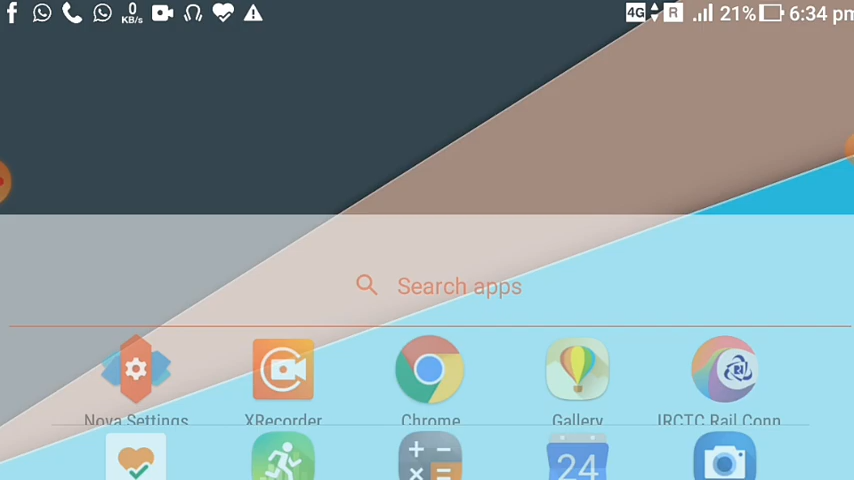 0 KB/s 4G R 21% 6:34 pm
Search apps
Nova Settings XRecorder Chrome Gallery IRCTC Rail Conn
24